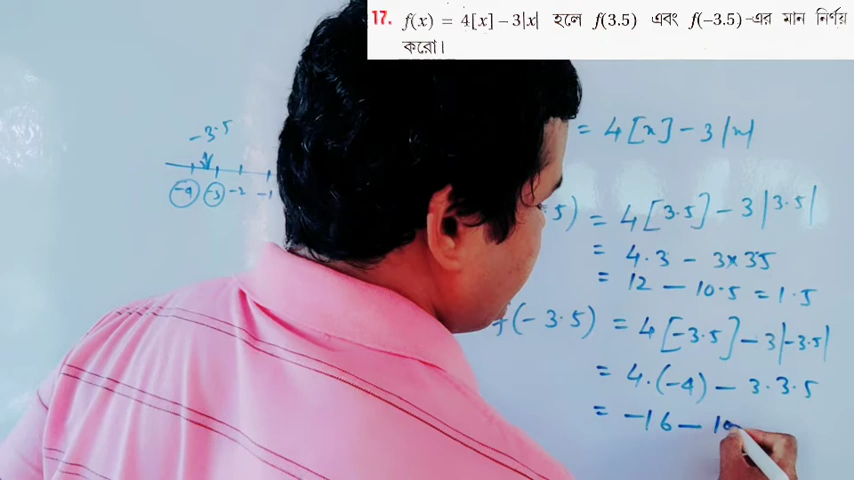 17. f(x) = 4[x] – 3|x| হলে f(3.5) এবং f(–3.5)-এর মান নির্ণয়
করো।
= 4[x] – 3|x|
–3.5
–4 –3 –2 –1
5) = 4[3.5] – 3|3.5|
= 4.3 – 3×35
= 12 – 10.5 = 1.5
f(–3.5) = 4[–3.5] – 3|–3.5|
= 4.(–4) – 3.3.5
= –16 – 10